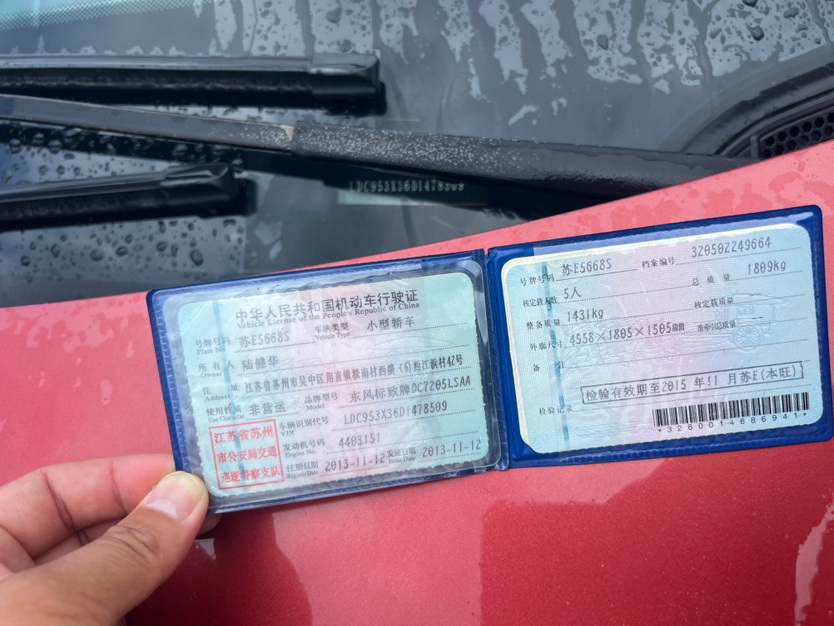 LDC953X36D1478509
中华人民共和国机动车行驶证
Vehicle License of the People's Republic of China
号牌号码 苏E5668S 车辆类型 小型轿车
Plate No. Vehicle Type
所有人 陆健华
Owner
住址 江苏省苏州市吴中区甪直镇淞南村西潭(6)档江浜村42号
Address
使用性质 非营运 品牌型号 东风标致牌DC7205LSAA
Use Character Model
江苏省苏州
市公安局交通
巡逻警察支队
车辆识别代号 LDC953X36D1478509
VIN
发动机号码 4403151
Engine No.
注册日期 2013-11-12 发证日期 2013-11-12
Register Date Issue Date
号牌号码 苏E5668S 档案编号 320502249664
核定载人数 5人 总质量 1809kg
整备质量 1431kg 核定载质量
外廓尺寸 4558×1805×1505mm 准牵引总质量
备注
检验有效期至2015年11月苏E(本旺)
检验记录
*3260014686941*